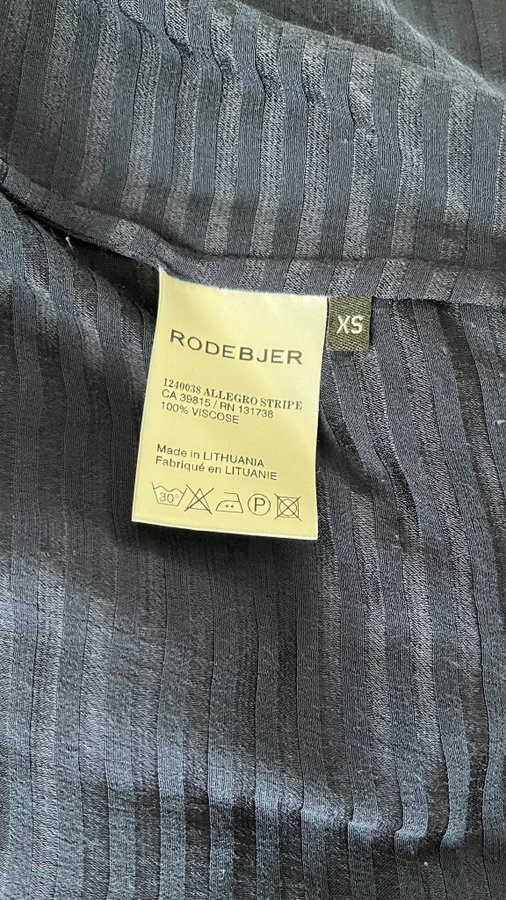 RODEBJER
XS
1240038 ALLEGRO STRIPE
CA 39815 / RN 131738
100% VISCOSE
Made in LITHUANIA
Fabriqué en LITUANIE
30°
P